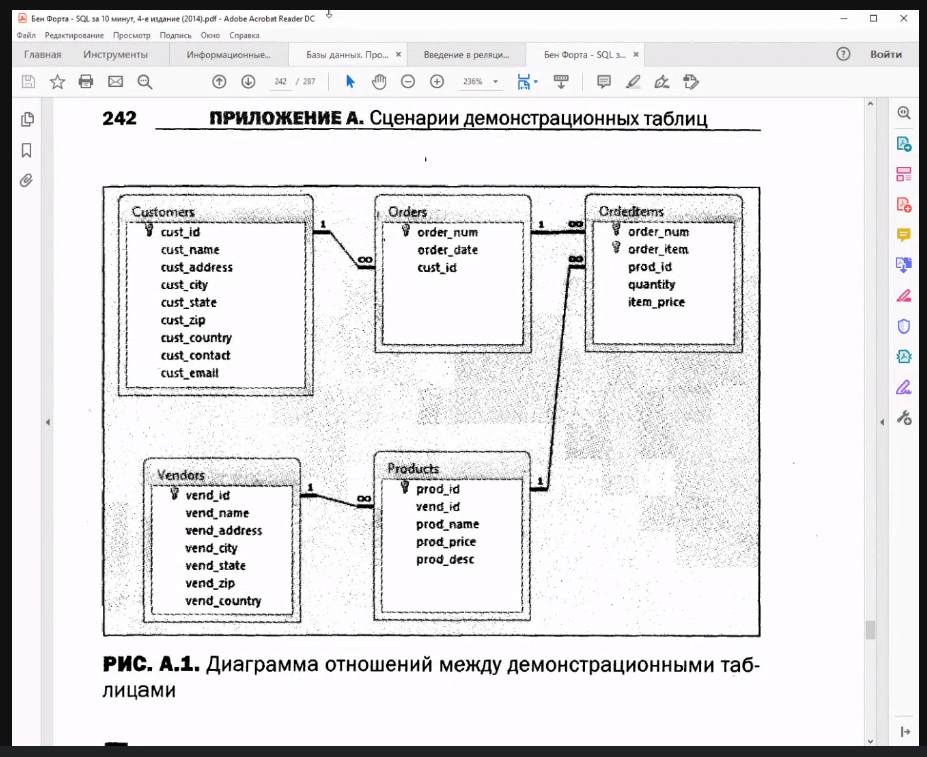 Бен Форта - SQL за 10 минут, 4-е издание (2014).pdf - Adobe Acrobat Reader DC
Файл Редактирование Просмотр Подпись Окно Справка
Главная Инструменты Информационные... Базы данных. Про... × Введение в реляци... Бен Форта - SQL з... × Войти
242 / 287 236%
242 ПРИЛОЖЕНИЕ А. Сценарии демонстрационных таблиц
Customers
cust_id
cust_name
cust_address
cust_city
cust_state
cust_zip
cust_country
cust_contact
cust_email
1
∞
Orders
order_num
order_date
cust_id
1
∞
OrderItems
order_num
order_item
prod_id
quantity
item_price
∞
Vendors
vend_id
vend_name
vend_address
vend_city
vend_state
vend_zip
vend_country
1
∞
Products
prod_id
vend_id
prod_name
prod_price
prod_desc
1
РИС. А.1. Диаграмма отношений между демонстрационными таб-
лицами